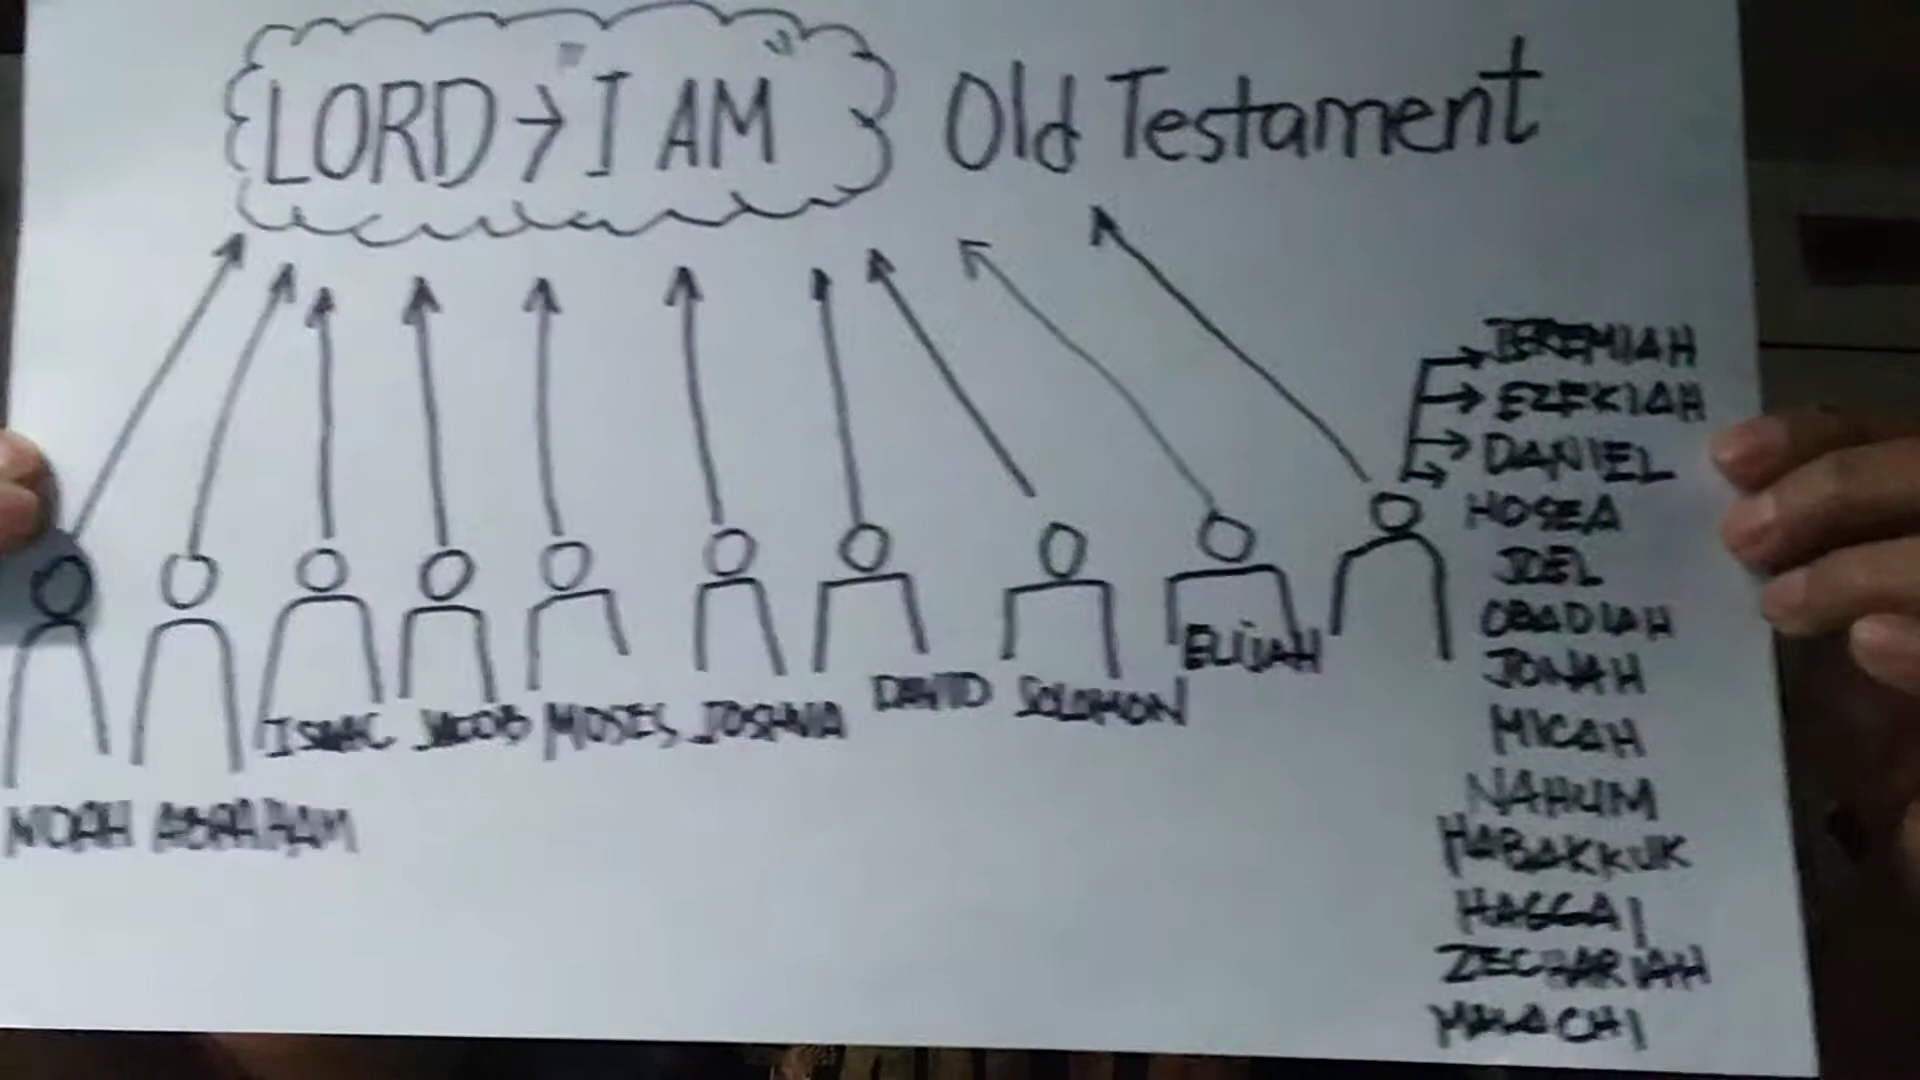 LORD → "I AM" Old Testament
JEREMIAH
EZEKIAH
DANIEL
HOSEA
JOEL
OBADIAH
JONAH
MICAH
NAHUM
HABAKKUK
HAGGAI
ZECHARIAH
MALACHI
NOAH ABRAHAM ISAAC JACOB MOSES JOSHUA DAVID SOLOMON ELIJAH